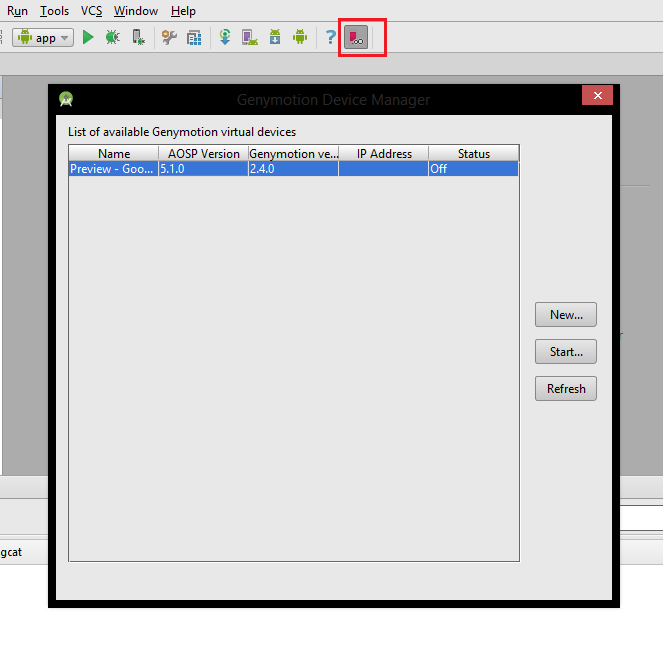 Run Tools VCS Window Help
app
?
Genymotion Device Manager
List of available Genymotion virtual devices
Name AOSP Version Genymotion ve... IP Address Status
Preview - Goo... 5.1.0 2.4.0 Off
New...
Start...
Refresh
gcat